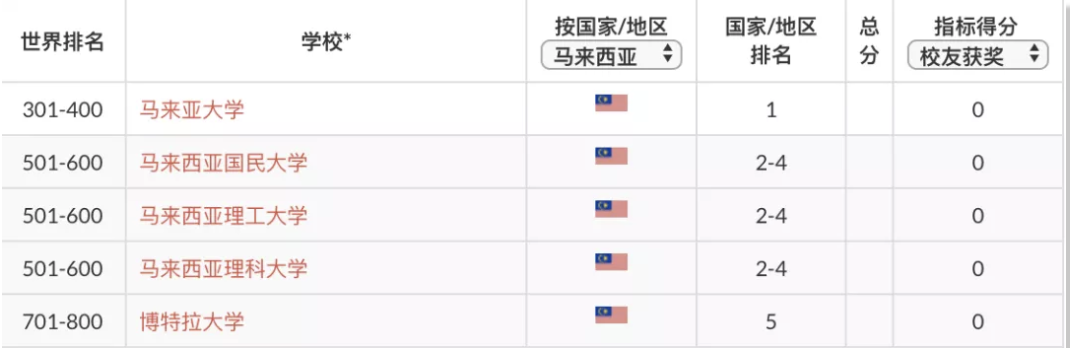 世界排名 学校* 按国家/地区 马来西亚 国家/地区排名 总分 指标得分 校友获奖
301-400 马来亚大学 1 0
501-600 马来西亚国民大学 2-4 0
501-600 马来西亚理工大学 2-4 0
501-600 马来西亚理科大学 2-4 0
701-800 博特拉大学 5 0